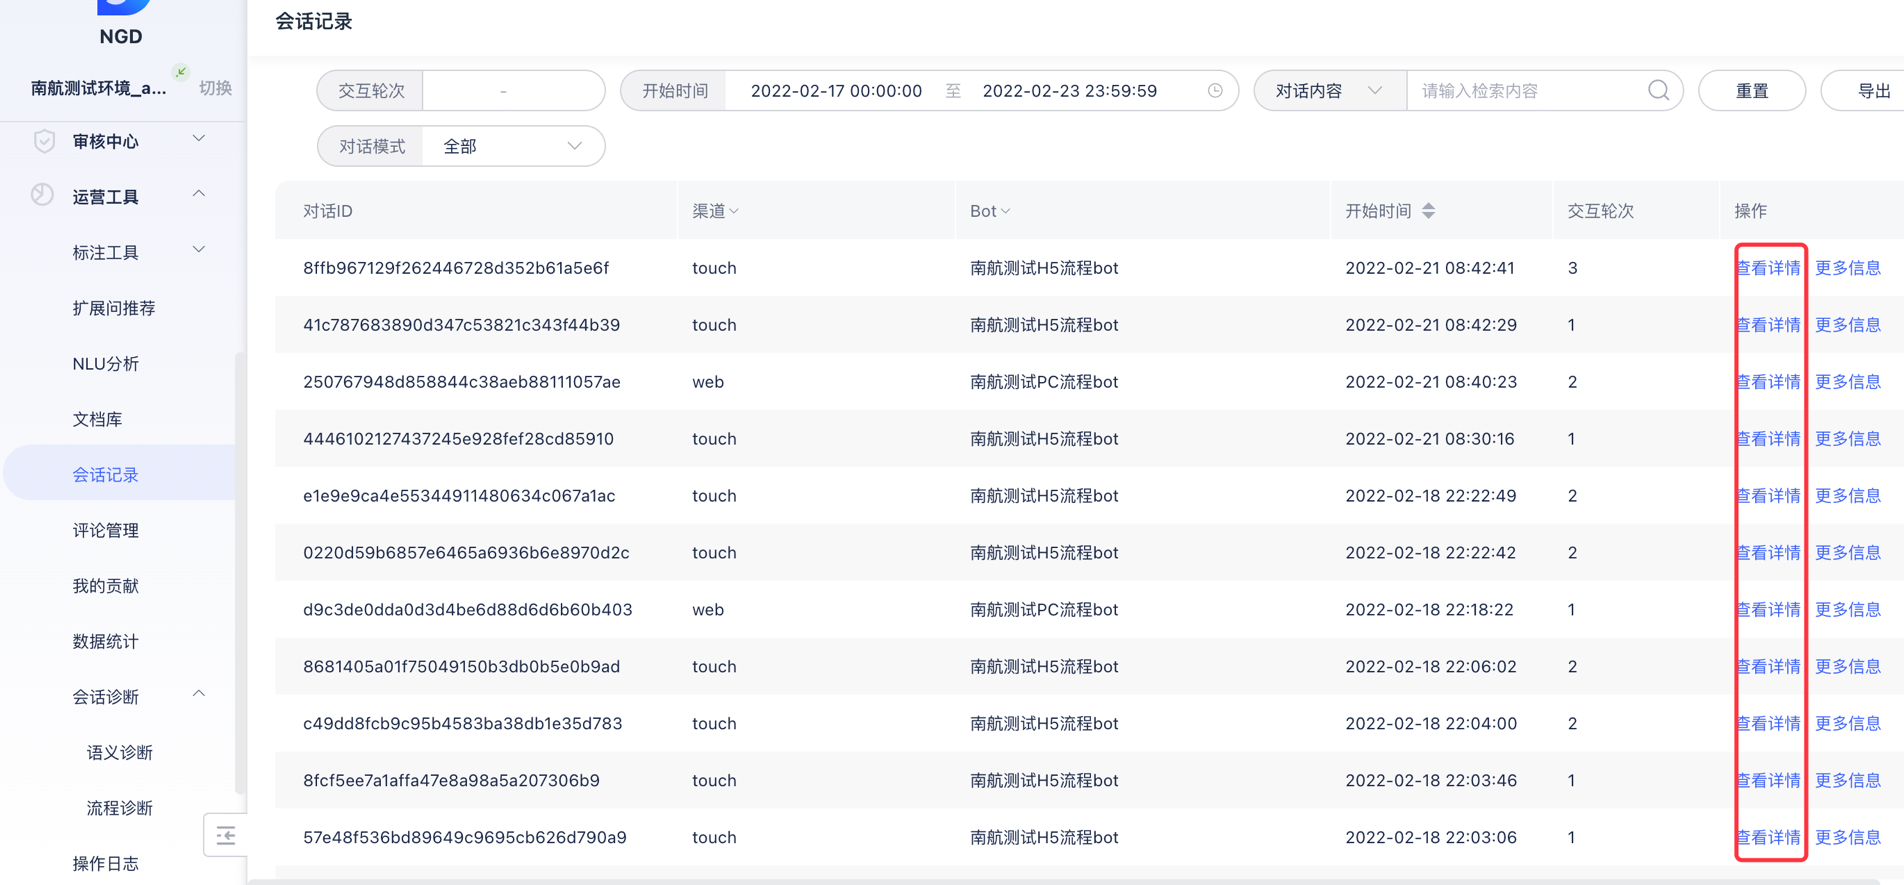 会话记录
NGD
南航测试环境_a... 切换
审核中心
运营工具
标注工具
扩展问推荐
NLU分析
文档库
会话记录
评论管理
我的贡献
数据统计
会话诊断
语义诊断
流程诊断
操作日志
交互轮次 - 开始时间 2022-02-17 00:00:00 至 2022-02-23 23:59:59 对话内容 请输入检索内容 重置 导出
对话模式 全部
对话ID 渠道 Bot 开始时间 交互轮次 操作
8ffb967129f262446728d352b61a5e6f touch 南航测试H5流程bot 2022-02-21 08:42:41 3 查看详情 更多信息
41c787683890d347c53821c343f44b39 touch 南航测试H5流程bot 2022-02-21 08:42:29 1 查看详情 更多信息
250767948d858844c38aeb88111057ae web 南航测试PC流程bot 2022-02-21 08:40:23 2 查看详情 更多信息
4446102127437245e928fef28cd85910 touch 南航测试H5流程bot 2022-02-21 08:30:16 1 查看详情 更多信息
e1e9e9ca4e55344911480634c067a1ac touch 南航测试H5流程bot 2022-02-18 22:22:49 2 查看详情 更多信息
0220d59b6857e6465a6936b6e8970d2c touch 南航测试H5流程bot 2022-02-18 22:22:42 2 查看详情 更多信息
d9c3de0dda0d3d4be6d88d6d6b60b403 web 南航测试PC流程bot 2022-02-18 22:18:22 1 查看详情 更多信息
8681405a01f75049150b3db0b5e0b9ad touch 南航测试H5流程bot 2022-02-18 22:06:02 2 查看详情 更多信息
c49dd8fcb9c95b4583ba38db1e35d783 touch 南航测试H5流程bot 2022-02-18 22:04:00 2 查看详情 更多信息
8fcf5ee7a1affa47e8a98a5a207306b9 touch 南航测试H5流程bot 2022-02-18 22:03:46 1 查看详情 更多信息
57e48f536bd89649c9695cb626d790a9 touch 南航测试H5流程bot 2022-02-18 22:03:06 1 查看详情 更多信息